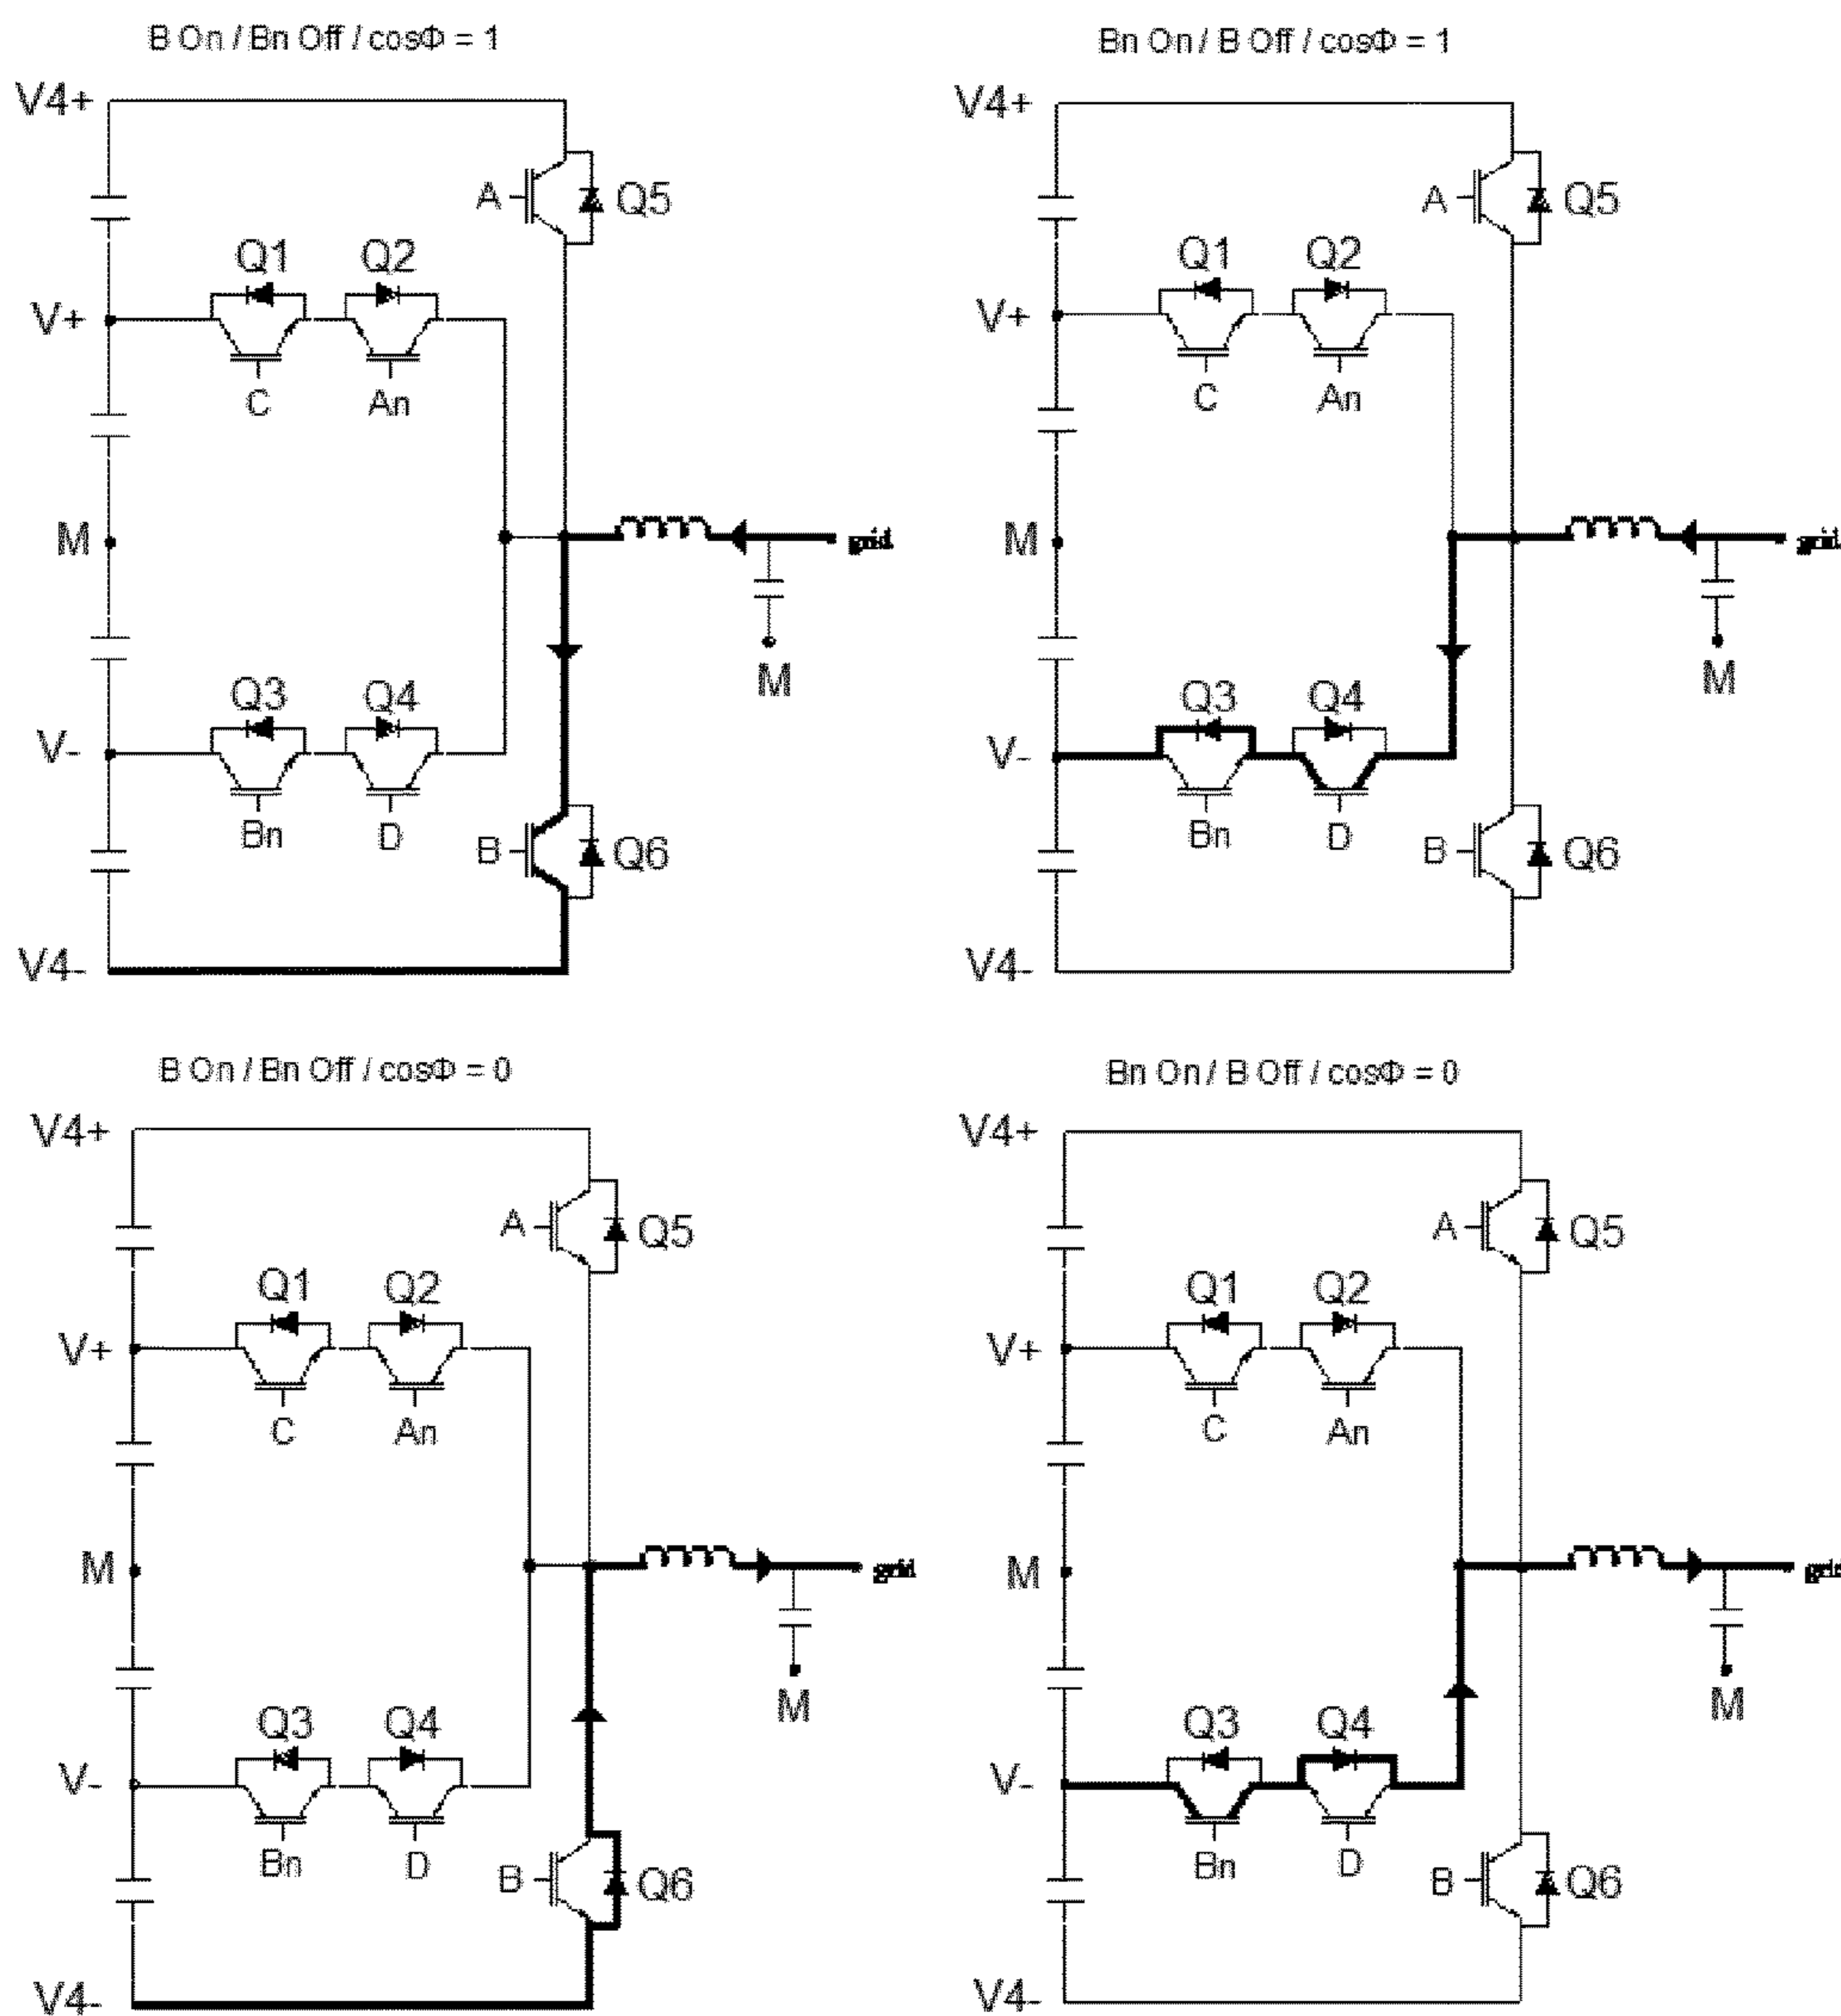 B On / Bn Off / cosΦ = 1
V4+
A
Q5
Q1
Q2
V+
C
An
M
grid
M
Q3
Q4
V-
Bn
D
B
Q6
V4-
Bn On / B Off / cosΦ = 1
V4+
A
Q5
Q1
Q2
V+
C
An
M
grid
M
Q3
Q4
V-
Bn
D
B
Q6
V4-
B On / Bn Off / cosΦ = 0
V4+
A
Q5
Q1
Q2
V+
C
An
M
grid
M
Q3
Q4
V-
Bn
D
B
Q6
V4-
Bn On / B Off / cosΦ = 0
V4+
A
Q5
Q1
Q2
V+
C
An
M
grid
M
Q3
Q4
V-
Bn
D
B
Q6
V4-